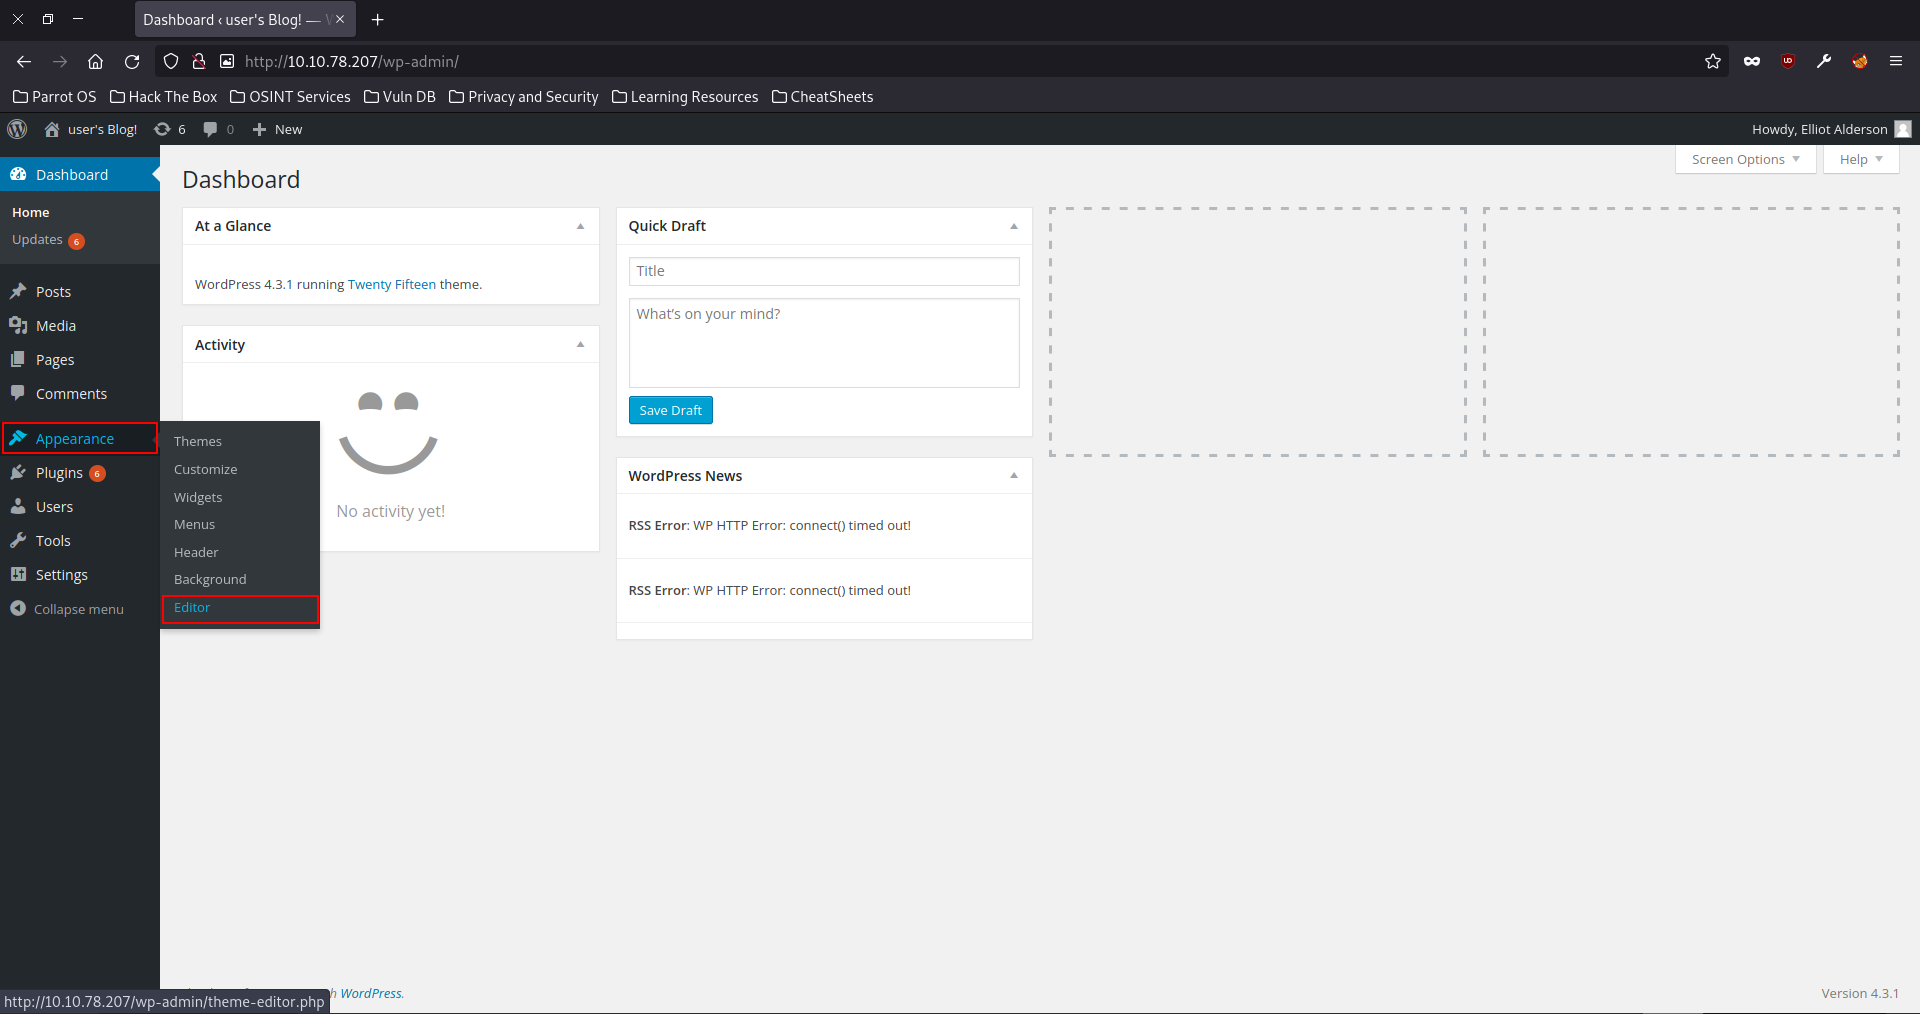 Dashboard ‹ user's Blog! —
http://10.10.78.207/wp-admin/
Parrot OS Hack The Box OSINT Services Vuln DB Privacy and Security Learning Resources CheatSheets
user's Blog! 6 0 New Howdy, Elliot Alderson
Screen Options Help
Dashboard
Home
Updates 6
Posts
Media
Pages
Comments
Appearance
Plugins 6
Users
Tools
Settings
Collapse menu
Themes
Customize
Widgets
Menus
Header
Background
Editor
Dashboard
At a Glance
WordPress 4.3.1 running Twenty Fifteen theme.
Activity
No activity yet!
Quick Draft
Title
What's on your mind?
Save Draft
WordPress News
RSS Error: WP HTTP Error: connect() timed out!
RSS Error: WP HTTP Error: connect() timed out!
WordPress.
Version 4.3.1
http://10.10.78.207/wp-admin/theme-editor.php